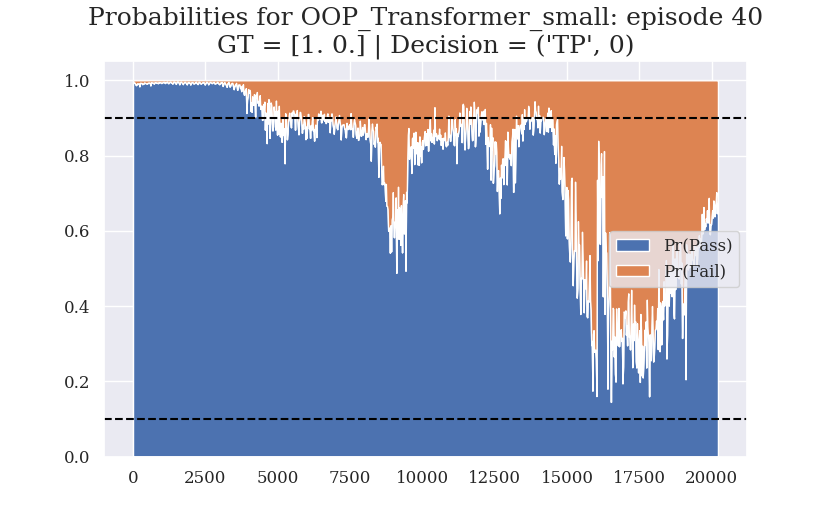 Probabilities for OOP_Transformer_small: episode 40
GT = [1. 0.] | Decision = ('TP', 0)
1.0
0.8
0.6
0.4
0.2
0.0
Pr(Pass)
Pr(Fail)
0 2500 5000 7500 10000 12500 15000 17500 20000